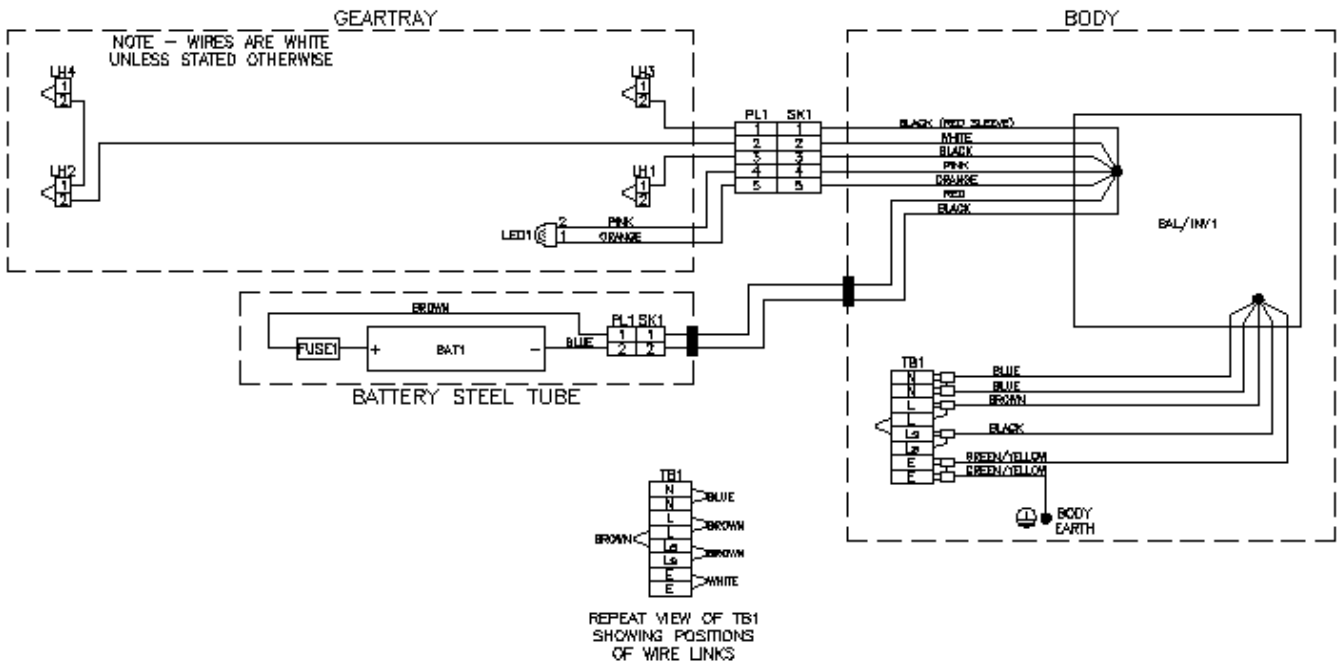 GEARTRAY
BODY
NOTE - WIRES ARE WHITE
UNLESS STATED OTHERWISE
LH4
1
2
LH3
1
2
LH2
1
2
LH1
1
2
PL1 SK1
1 1
2 2
3 3
4 4
5 5
BLACK (RED SLEEVE)
WHITE
BLACK
PINK
ORANGE
RED
BLACK
BAL/INV1
LED1
2 PINK
1 ORANGE
BROWN
FUSE1
+ BAT1 -
BLUE
PL1 SK1
1 1
2 2
BATTERY STEEL TUBE
TB1
N
N
L
L
Ls
Ls
E
E
BLUE
BLUE
BROWN
BLACK
GREEN/YELLOW
GREEN/YELLOW
BODY
EARTH
TB1
N
N
L
L
Ls
Ls
E
E
BLUE
BROWN
BROWN
BROWN
WHITE
REPEAT VIEW OF TB1
SHOWING POSITIONS
OF WIRE LINKS